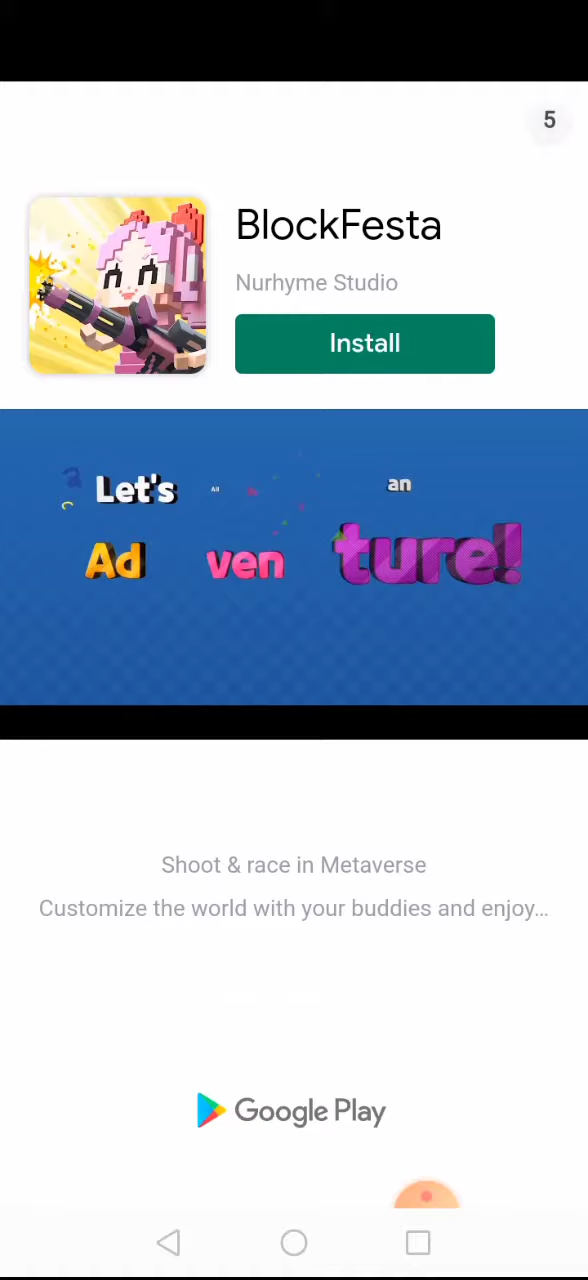 5
BlockFesta
Nurhyme Studio
Install
Let's All an
Ad ven ture!
Shoot & race in Metaverse
Customize the world with your buddies and enjoy...
Google Play